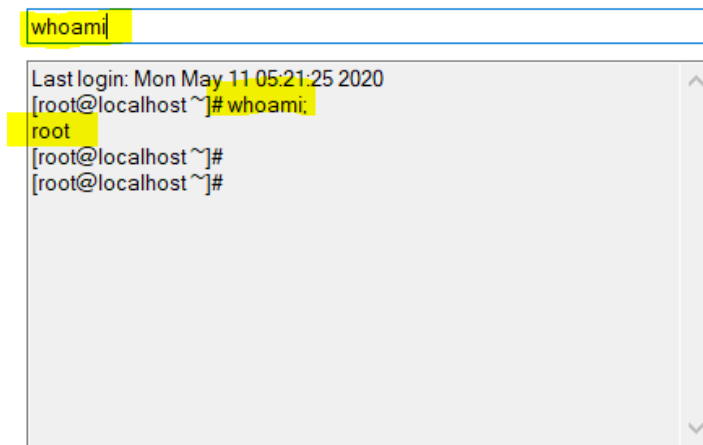 whoami
Last login: Mon May 11 05:21:25 2020
[root@localhost ~]# whoami;
root
[root@localhost ~]#
[root@localhost ~]#